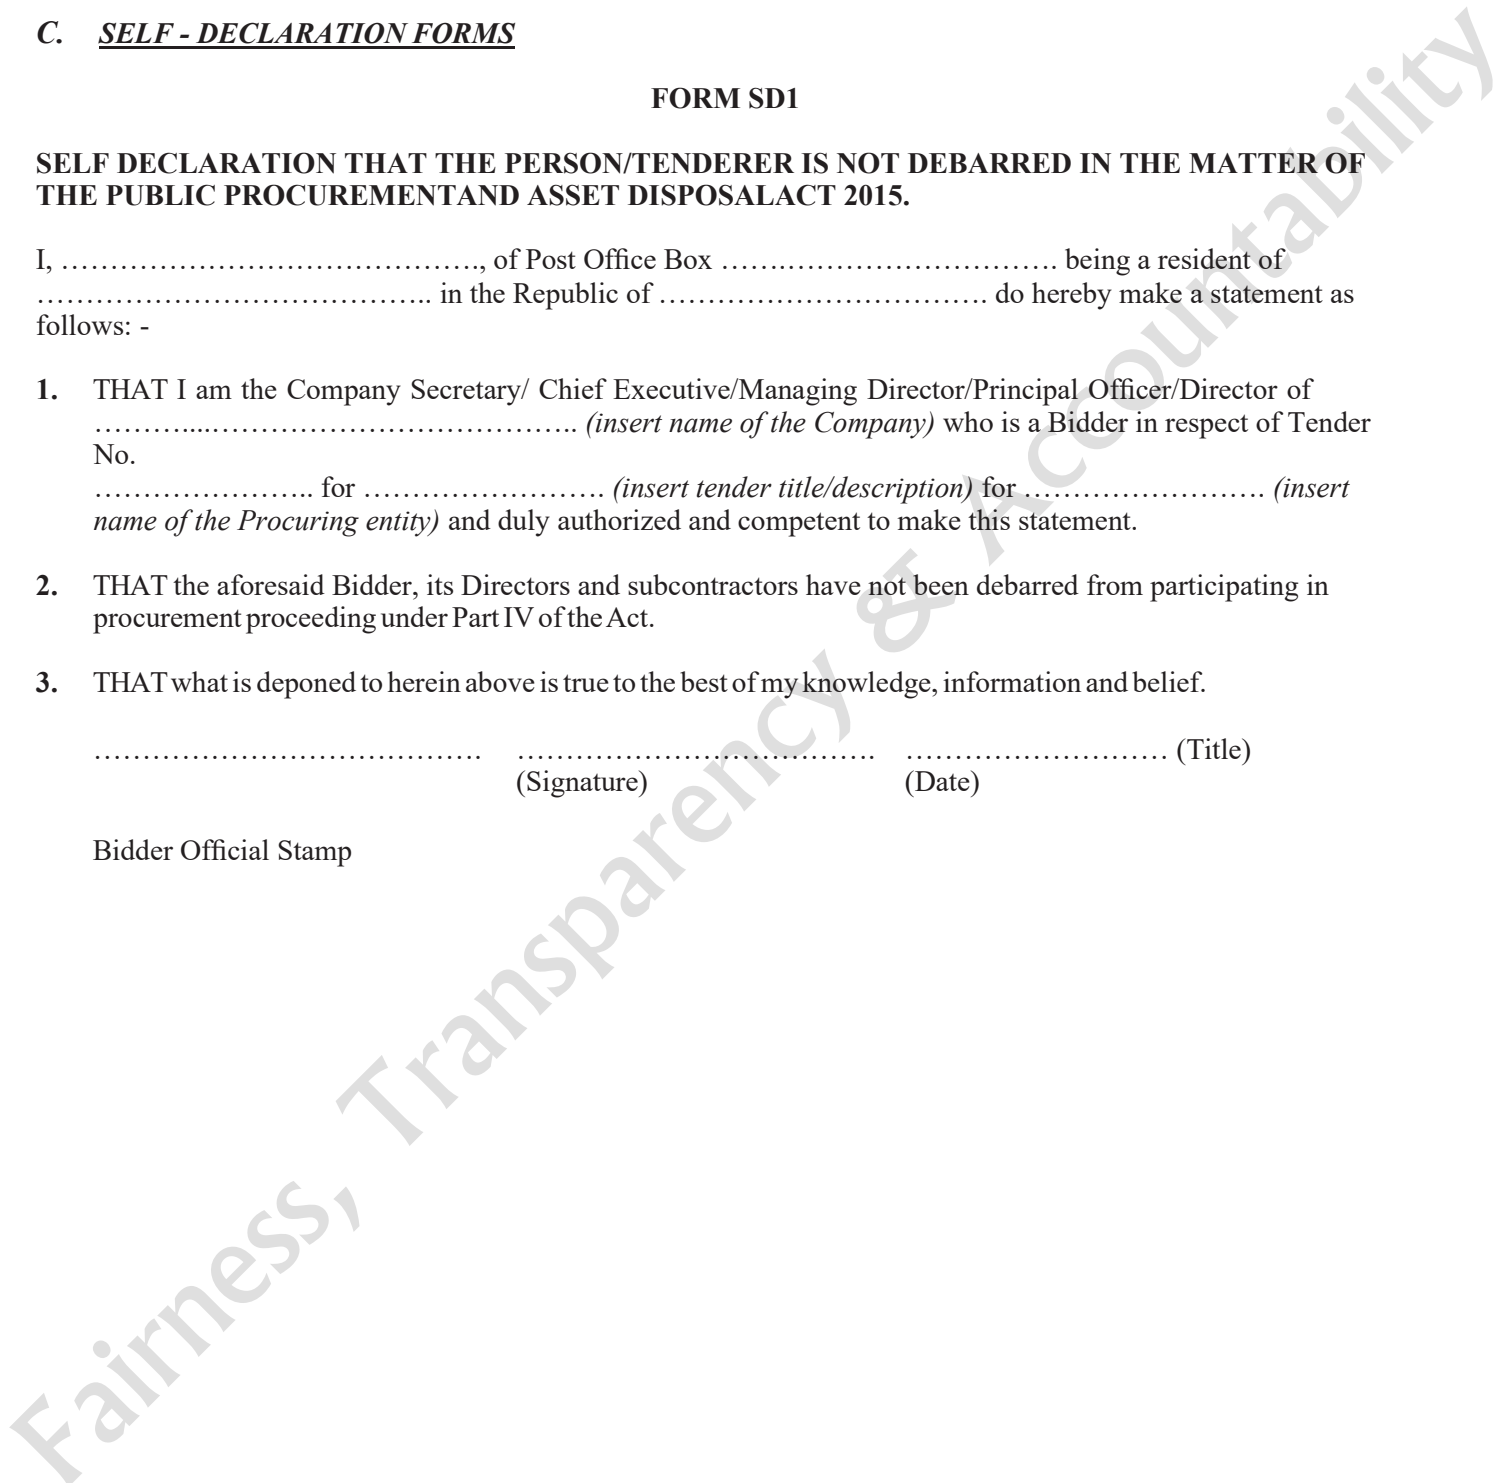 C. SELF - DECLARATION FORMS
FORM SD1
SELF DECLARATION THAT THE PERSON/TENDERER IS NOT DEBARRED IN THE MATTER OF
THE PUBLIC PROCUREMENTAND ASSET DISPOSALACT 2015.
I, ……………………………………., of Post Office Box …….………………………. being a resident of
………………………………….. in the Republic of ……………………………. do hereby make a statement as
follows: -
1. THAT I am the Company Secretary/ Chief Executive/Managing Director/Principal Officer/Director of
………....………………………………. (insert name of the Company) who is a Bidder in respect of Tender
No.
………………….. for ……………………. (insert tender title/description) for ……………………. (insert
name of the Procuring entity) and duly authorized and competent to make this statement.
2. THAT the aforesaid Bidder, its Directors and subcontractors have not been debarred from participating in
procurement proceeding under Part IV of the Act.
3. THAT what is deponed to herein above is true to the best of my knowledge, information and belief.
…………………………………. ………………………………. ……………………… (Title)
(Signature) (Date)
Bidder Official Stamp
Fairness, Transparency & Accountability